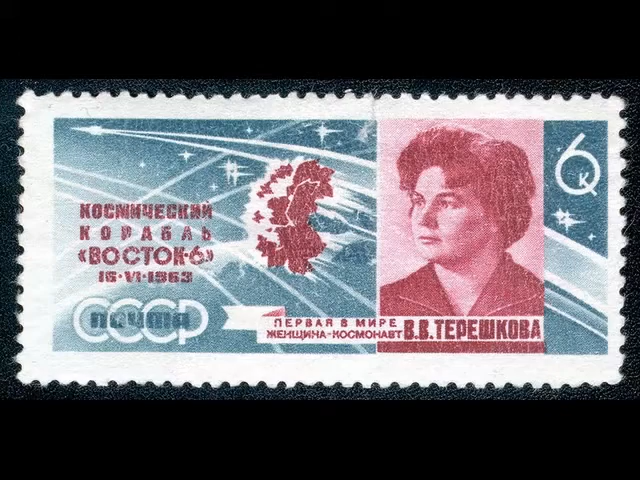 КОСМИЧЕСКИЙ
КОРАБЛЬ
«ВОСТОК-6»
16·VI·1963
СССР
почта
ПЕРВАЯ В МИРЕ
ЖЕНЩИНА-КОСМОНАВТ
В.В.ТЕРЕШКОВА
6 К